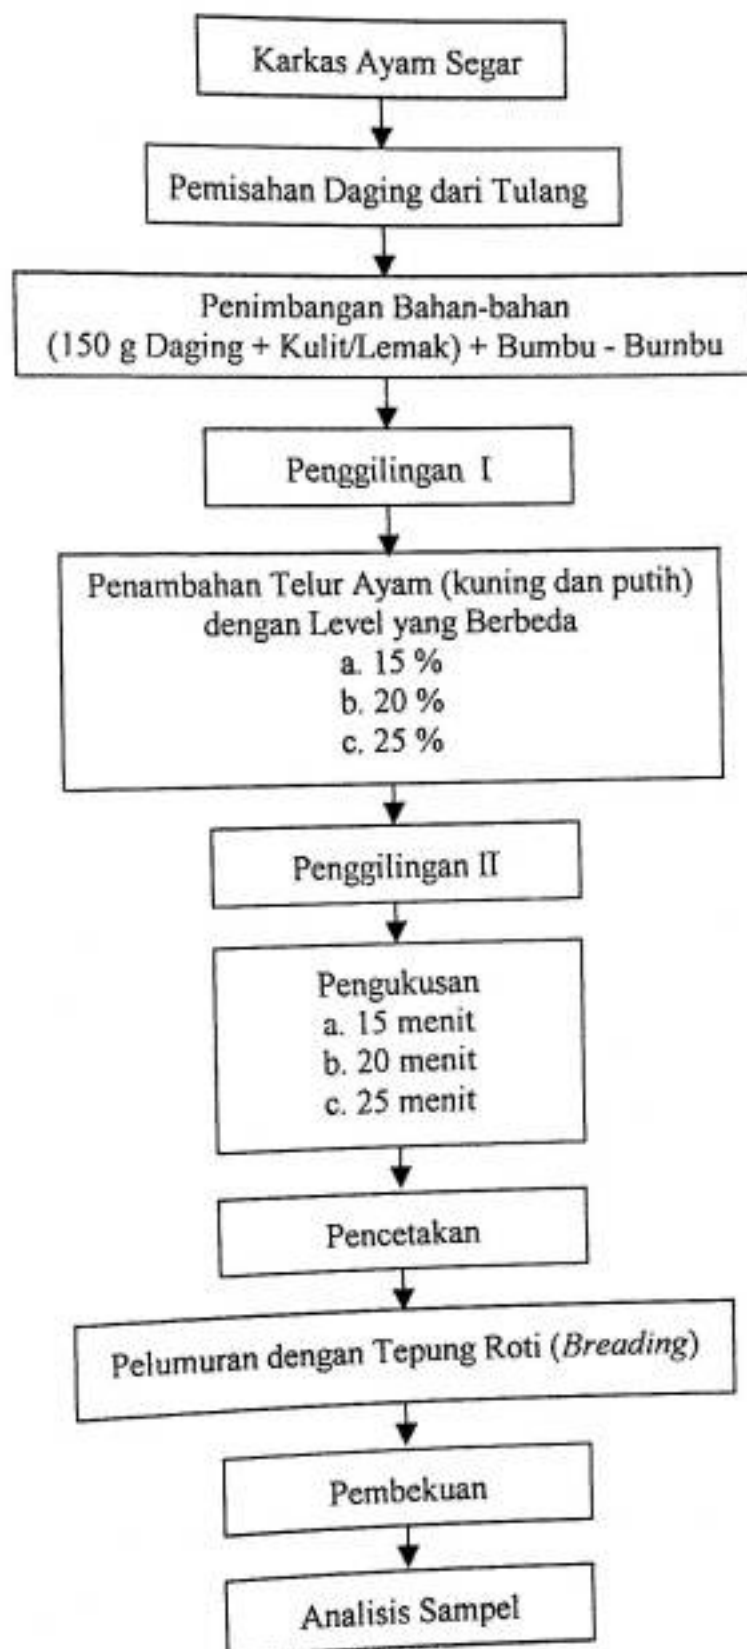 Karkas Ayam Segar
Pemisahan Daging dari Tulang
Penimbangan Bahan-bahan
(150 g Daging + Kulit/Lemak) + Bumbu - Bumbu
Penggilingan I
Penambahan Telur Ayam (kuning dan putih)
dengan Level yang Berbeda
a. 15 %
b. 20 %
c. 25 %
Penggilingan II
Pengukusan
a. 15 menit
b. 20 menit
c. 25 menit
Pencetakan
Pelumuran dengan Tepung Roti (Breading)
Pembekuan
Analisis Sampel